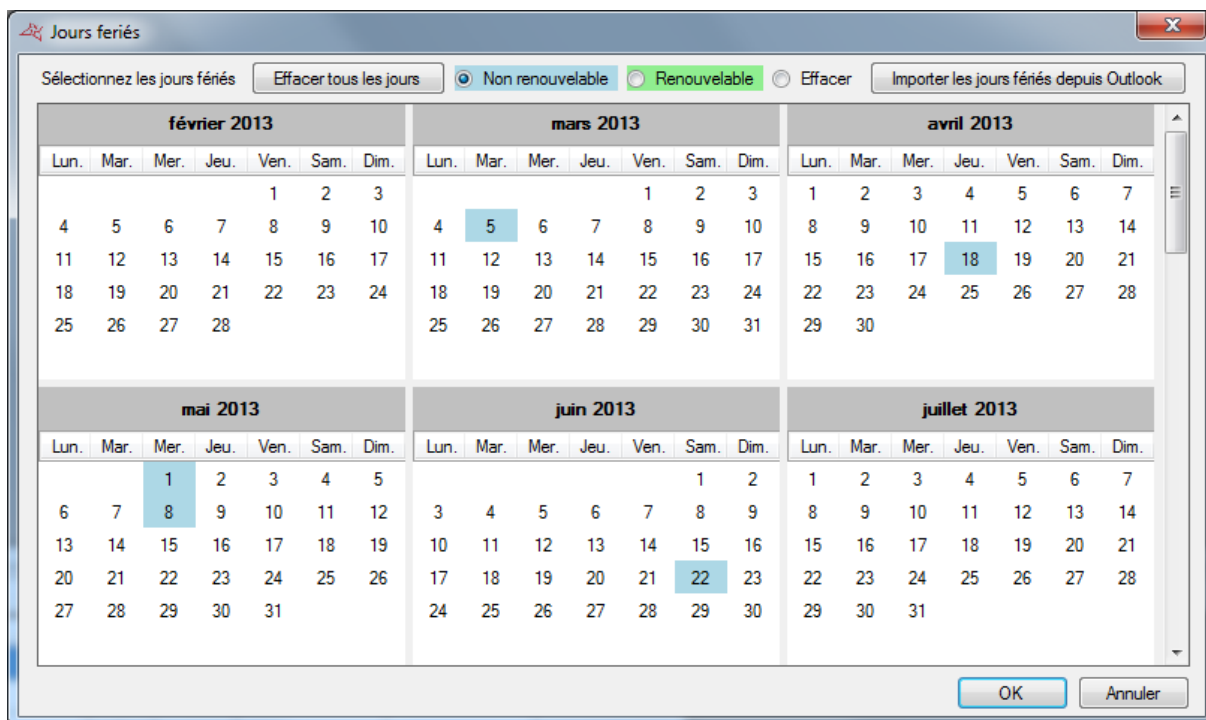 Jours feriés
Sélectionnez les jours fériés Effacer tous les jours Non renouvelable Renouvelable Effacer Importer les jours fériés depuis Outlook
février 2013 mars 2013 avril 2013
Lun. Mar. Mer. Jeu. Ven. Sam. Dim. Lun. Mar. Mer. Jeu. Ven. Sam. Dim. Lun. Mar. Mer. Jeu. Ven. Sam. Dim.
1 2 3 1 2 3 1 2 3 4 5 6 7
4 5 6 7 8 9 10 4 5 6 7 8 9 10 8 9 10 11 12 13 14
11 12 13 14 15 16 17 11 12 13 14 15 16 17 15 16 17 18 19 20 21
18 19 20 21 22 23 24 18 19 20 21 22 23 24 22 23 24 25 26 27 28
25 26 27 28 25 26 27 28 29 30 31 29 30
mai 2013 juin 2013 juillet 2013
Lun. Mar. Mer. Jeu. Ven. Sam. Dim. Lun. Mar. Mer. Jeu. Ven. Sam. Dim. Lun. Mar. Mer. Jeu. Ven. Sam. Dim.
1 2 3 4 5 1 2 1 2 3 4 5 6 7
6 7 8 9 10 11 12 3 4 5 6 7 8 9 8 9 10 11 12 13 14
13 14 15 16 17 18 19 10 11 12 13 14 15 16 15 16 17 18 19 20 21
20 21 22 23 24 25 26 17 18 19 20 21 22 23 22 23 24 25 26 27 28
27 28 29 30 31 24 25 26 27 28 29 30 29 30 31
OK Annuler